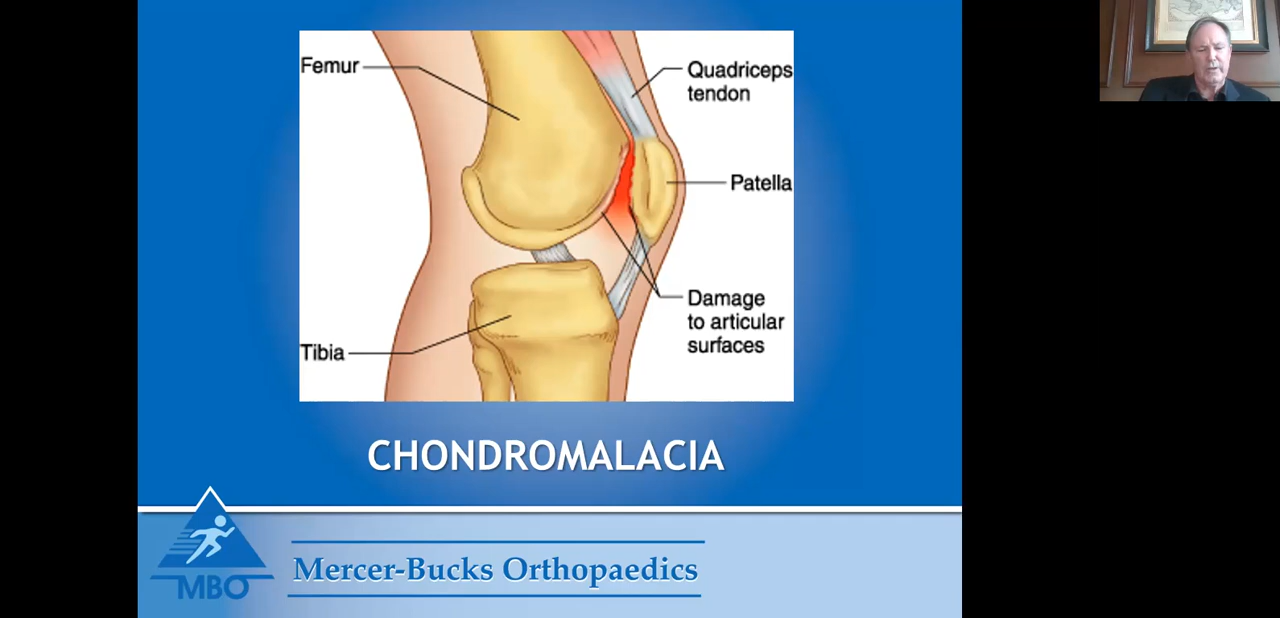 Femur
Quadriceps
tendon
Patella
Damage
to articular
surfaces
Tibia
CHONDROMALACIA
MBO
Mercer-Bucks Orthopaedics